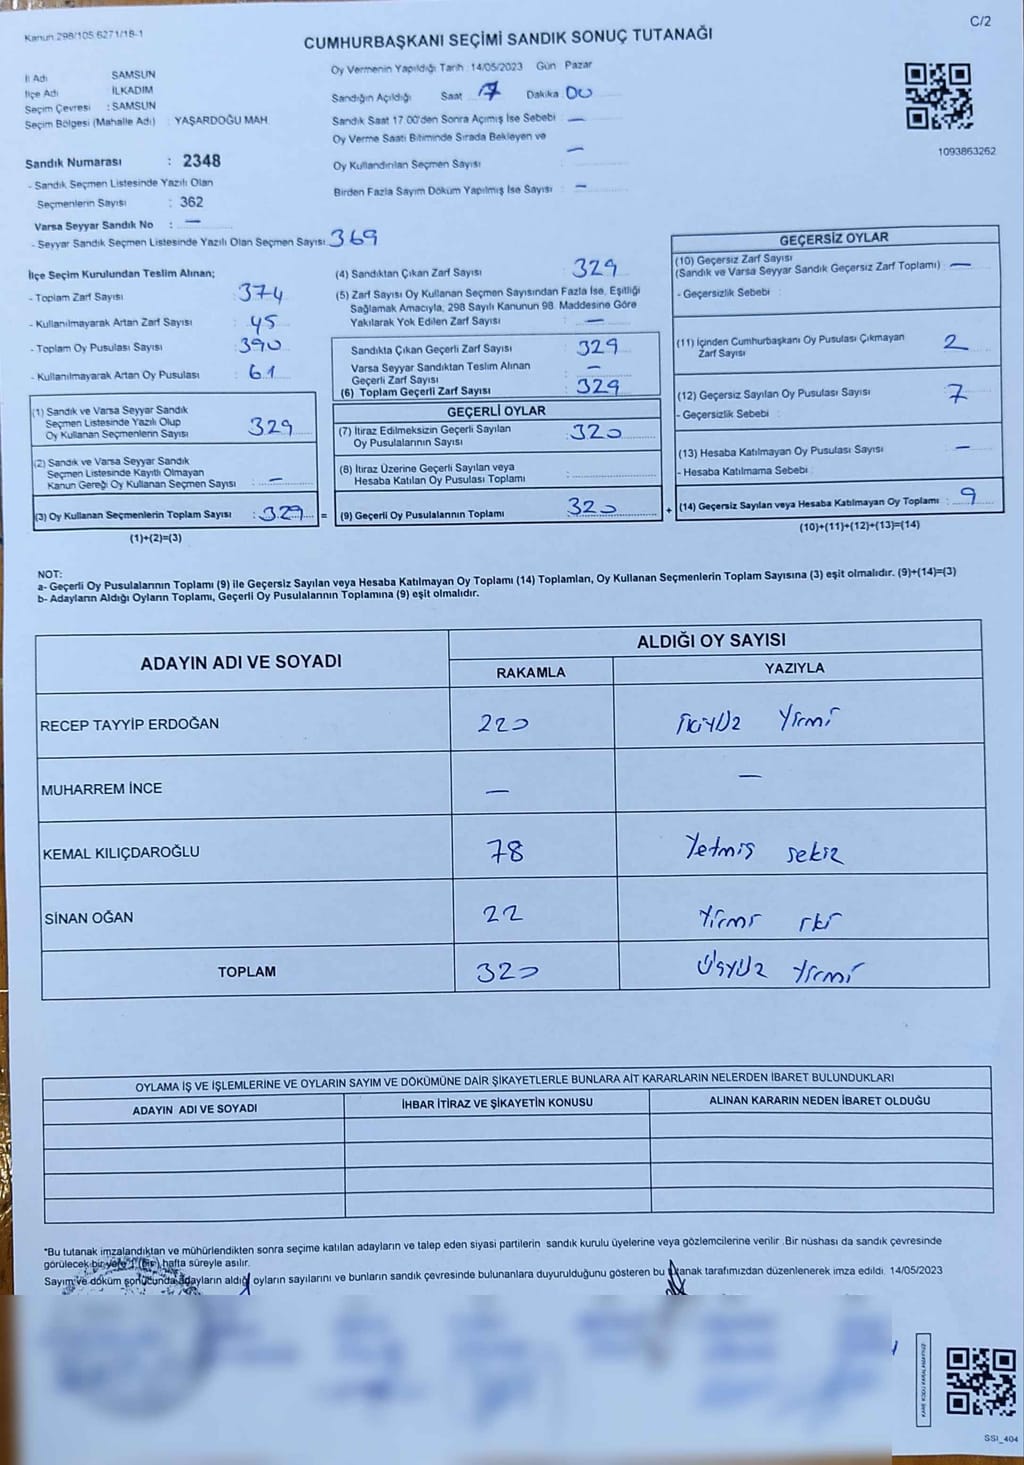 Kanun 298/105 6271/18-1
C/2
CUMHURBAŞKANI SEÇİMİ SANDIK SONUÇ TUTANAĞI
İl Adı SAMSUN
İlçe Adı İLKADIM
Seçim Çevresi : SAMSUN
Seçim Bölgesi (Mahalle Adı) : YAŞARDOĞU MAH.
Oy Vermenin Yapıldığı Tarih : 14/05/2023 Gün Pazar
Sandığın Açıldığı Saat 17 Dakika 00
Sandık Saat 17.00'den Sonra Açımış İse Sebebi : —
Oy Verme Saati Bitiminde Sırada Bekleyen ve
Oy Kullandırılan Seçmen Sayısı : —
Birden Fazla Sayım Döküm Yapılmış İse Sayısı : —
1093863262
Sandık Numarası : 2348
- Sandık Seçmen Listesinde Yazılı Olan
Seçmenlerin Sayısı : 362
Varsa Seyyar Sandık No : —
- Seyyar Sandık Seçmen Listesinde Yazılı Olan Seçmen Sayısı : 369
İlçe Seçim Kurulundan Teslim Alınan;
- Toplam Zarf Sayısı : 374
- Kullanılmayarak Artan Zarf Sayısı : 45
- Toplam Oy Pusulası Sayısı : 390
- Kullanılmayarak Artan Oy Pusulası : 61
(1) Sandık ve Varsa Seyyar Sandık
Seçmen Listesinde Yazılı Olup
Oy Kullanan Seçmenlerin Sayısı : 329
(2) Sandık ve Varsa Seyyar Sandık
Seçmen Listesinde Kayıtlı Olmayan
Kanun Gereği Oy Kullanan Seçmen Sayısı : —
(3) Oy Kullanan Seçmenlerin Toplam Sayısı : 329 =
(1)+(2)=(3)
(4) Sandıktan Çıkan Zarf Sayısı : 329
(5) Zarf Sayısı Oy Kullanan Seçmen Sayısından Fazla İse, Eşitliği
Sağlamak Amacıyla, 298 Sayılı Kanunun 98. Maddesine Göre
Yakılarak Yok Edilen Zarf Sayısı : —
Sandıkta Çıkan Geçerli Zarf Sayısı : 329
Varsa Seyyar Sandıktan Teslim Alınan
Geçerli Zarf Sayısı : —
(6) Toplam Geçerli Zarf Sayısı : 329
GEÇERLİ OYLAR
(7) İtiraz Edilmeksizin Geçerli Sayılan
Oy Pusulalarının Sayısı : 320
(8) İtiraz Üzerine Geçerli Sayılan veya
Hesaba Katılan Oy Pusulası Toplamı :
(9) Geçerli Oy Pusulalarının Toplamı : 320 +
GEÇERSİZ OYLAR
(10) Geçersiz Zarf Sayısı
(Sandık ve Varsa Seyyar Sandık Geçersiz Zarf Toplamı) : —
- Geçersizlik Sebebi :
(11) İçinden Cumhurbaşkanı Oy Pusulası Çıkmayan
Zarf Sayısı : 2
(12) Geçersiz Sayılan Oy Pusulası Sayısı : 7
- Geçersizlik Sebebi :
(13) Hesaba Katılmayan Oy Pusulası Sayısı : —
- Hesaba Katılmama Sebebi :
(14) Geçersiz Sayılan veya Hesaba Katılmayan Oy Toplamı : 9
(10)+(11)+(12)+(13)=(14)
NOT:
a- Geçerli Oy Pusulalarının Toplamı (9) ile Geçersiz Sayılan veya Hesaba Katılmayan Oy Toplamı (14) Toplamları, Oy Kullanan Seçmenlerin Toplam Sayısına (3) eşit olmalıdır. (9)+(14)=(3)
b- Adayların Aldığı Oyların Toplamı, Geçerli Oy Pusulalarının Toplamına (9) eşit olmalıdır.
ADAYIN ADI VE SOYADI ALDIĞI OY SAYISI
RAKAMLA YAZIYLA
RECEP TAYYİP ERDOĞAN 220 ikiyüz Yirmi
MUHARREM İNCE — —
KEMAL KILIÇDAROĞLU 78 Yetmiş sekiz
SİNAN OĞAN 22 Yirmi iki
TOPLAM 320 Üçyüz Yirmi
OYLAMA İŞ VE İŞLEMLERİNE VE OYLARIN SAYIM VE DÖKÜMÜNE DAİR ŞİKAYETLERLE BUNLARA AİT KARARLARIN NELERDEN İBARET BULUNDUKLARI
ADAYIN ADI VE SOYADI İHBAR İTİRAZ VE ŞİKAYETİN KONUSU ALINAN KARARIN NEDEN İBARET OLDUĞU
*Bu tutanak imzalandıktan ve mühürlendikten sonra seçime katılan adayların ve talep eden siyasi partilerin sandık kurulu üyelerine veya gözlemcilerine verilir. Bir nüshası da sandık çevresinde
görülecek bir yere 1 (Bir) hafta süreyle asılır.
Sayım ve döküm sonucunda adayların aldığı oyların sayılarını ve bunların sandık çevresinde bulunanlara duyurulduğunu gösteren bu tutanak tarafımızdan düzenlenerek imza edildi. 14/05/2023
SSI_404